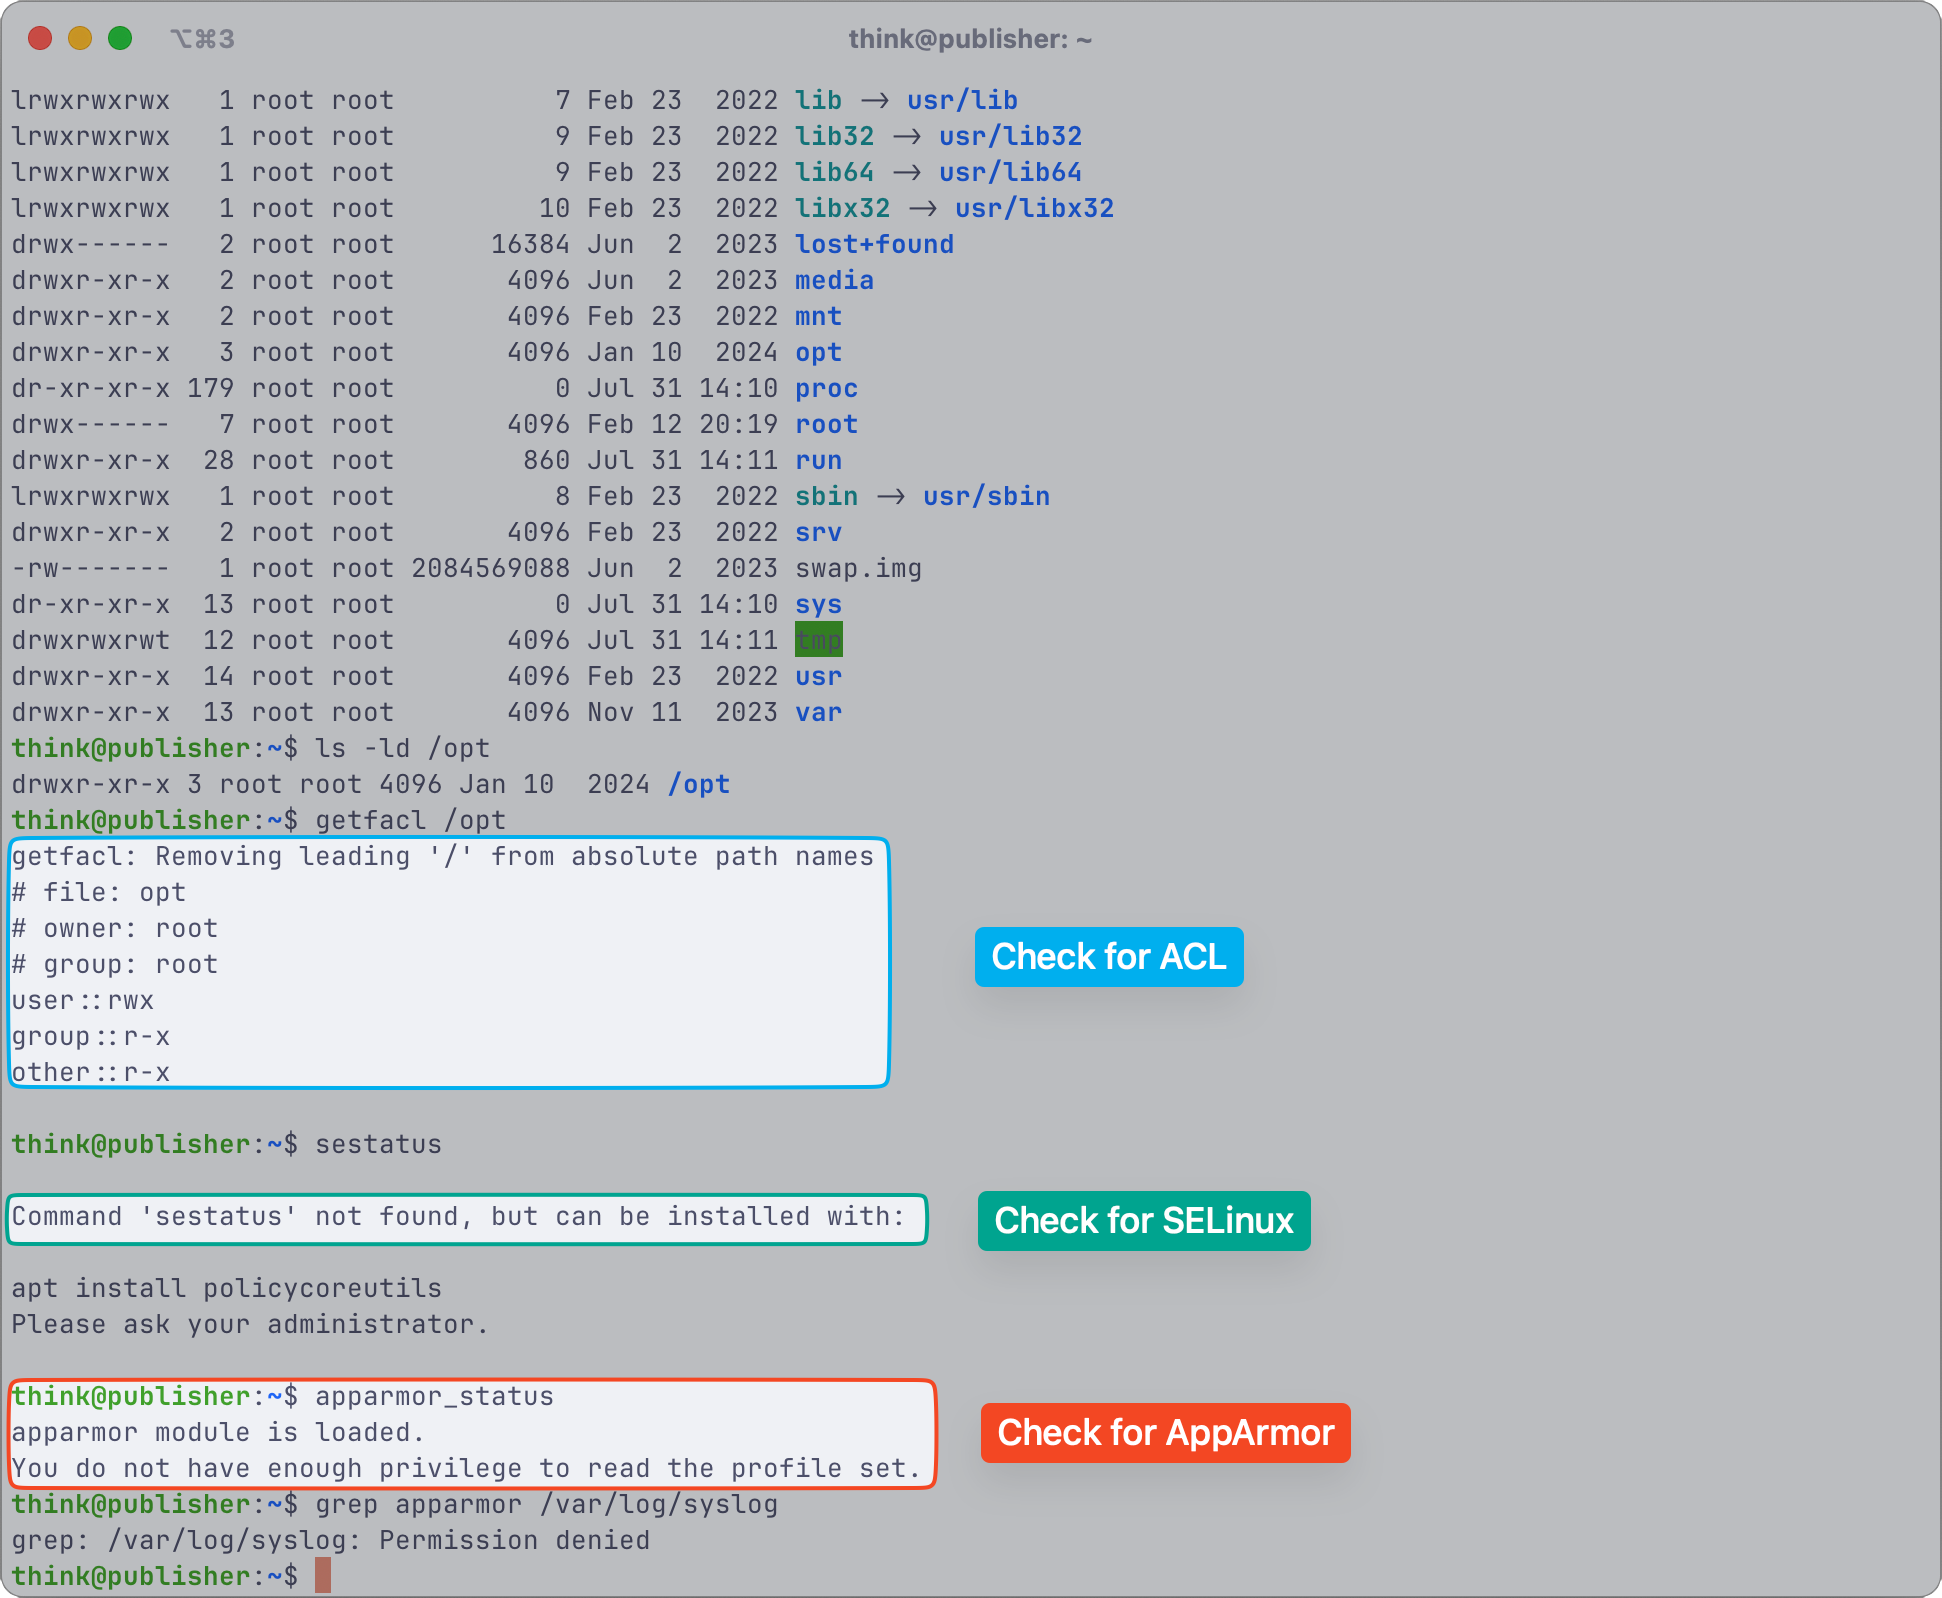 ⌥⌘3 think@publisher: ~
lrwxrwxrwx   1 root root          7 Feb 23  2022 lib -> usr/lib
lrwxrwxrwx   1 root root          9 Feb 23  2022 lib32 -> usr/lib32
lrwxrwxrwx   1 root root          9 Feb 23  2022 lib64 -> usr/lib64
lrwxrwxrwx   1 root root         10 Feb 23  2022 libx32 -> usr/libx32
drwx------   2 root root      16384 Jun  2  2023 lost+found
drwxr-xr-x   2 root root       4096 Jun  2  2023 media
drwxr-xr-x   2 root root       4096 Feb 23  2022 mnt
drwxr-xr-x   3 root root       4096 Jan 10  2024 opt
dr-xr-xr-x 179 root root          0 Jul 31 14:10 proc
drwx------   7 root root       4096 Feb 12 20:19 root
drwxr-xr-x  28 root root        860 Jul 31 14:11 run
lrwxrwxrwx   1 root root          8 Feb 23  2022 sbin -> usr/sbin
drwxr-xr-x   2 root root       4096 Feb 23  2022 srv
-rw-------   1 root root 2084569088 Jun  2  2023 swap.img
dr-xr-xr-x  13 root root          0 Jul 31 14:10 sys
drwxrwxrwt  12 root root       4096 Jul 31 14:11 tmp
drwxr-xr-x  14 root root       4096 Feb 23  2022 usr
drwxr-xr-x  13 root root       4096 Nov 11  2023 var
think@publisher:~$ ls -ld /opt
drwxr-xr-x 3 root root 4096 Jan 10  2024 /opt
think@publisher:~$ getfacl /opt
getfacl: Removing leading '/' from absolute path names
# file: opt
# owner: root
# group: root
user::rwx
group::r-x
other::r-x
Check for ACL
think@publisher:~$ sestatus
Command 'sestatus' not found, but can be installed with:
Check for SELinux
apt install policycoreutils
Please ask your administrator.
think@publisher:~$ apparmor_status
apparmor module is loaded.
You do not have enough privilege to read the profile set.
Check for AppArmor
think@publisher:~$ grep apparmor /var/log/syslog
grep: /var/log/syslog: Permission denied
think@publisher:~$